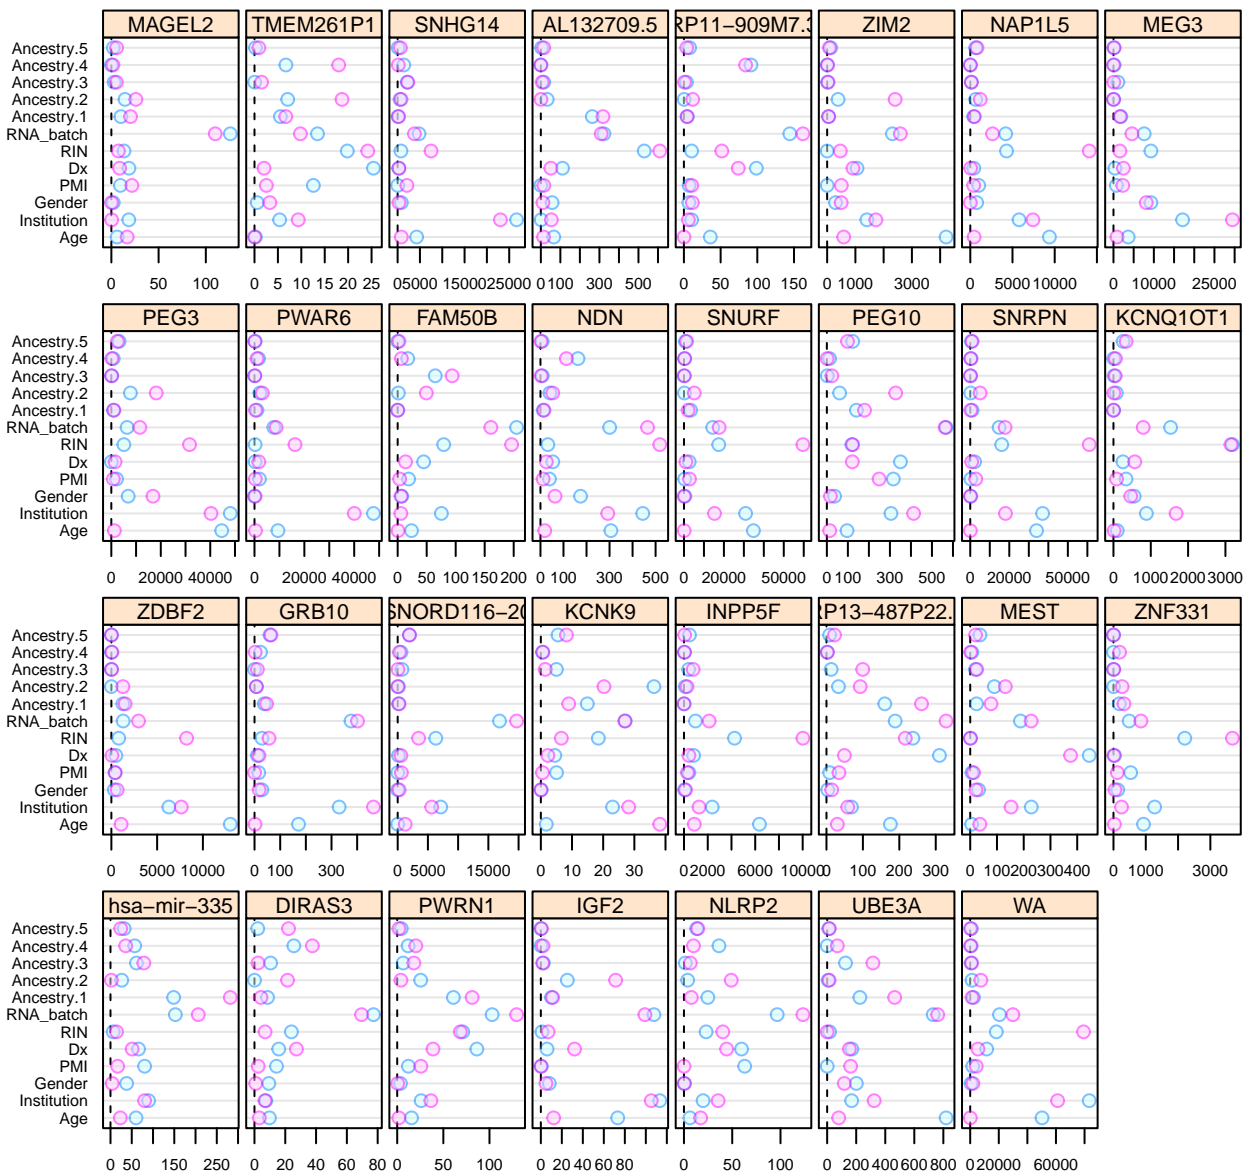 MAGEL2 TMEM261P1 SNHG14 AL132709.5 RP11−909M7.3 ZIM2 NAP1L5 MEG3
Ancestry.5
Ancestry.4
Ancestry.3
Ancestry.2
Ancestry.1
RNA_batch
RIN
Dx
PMI
Gender
Institution
Age
0 50 100 0 5 10 15 20 25 05000 15000 25000 0 100 300 500 0 50 100 150 0 1000 3000 0 5000 10000 0 10000 25000
PEG3 PWAR6 FAM50B NDN SNURF PEG10 SNRPN KCNQ1OT1
Ancestry.5
Ancestry.4
Ancestry.3
Ancestry.2
Ancestry.1
RNA_batch
RIN
Dx
PMI
Gender
Institution
Age
0 20000 40000 0 20000 50000 0 50 100 200 0 100 300 500 0 20000 50000 0 100 300 500 0 20000 50000 0 1000 2000 3000
ZDBF2 GRB10 SNORD116−20 KCNK9 INPP5F RP13−487P22. MEST ZNF331
Ancestry.5
Ancestry.4
Ancestry.3
Ancestry.2
Ancestry.1
RNA_batch
RIN
Dx
PMI
Gender
Institution
Age
0 5000 10000 0 100 300 0 5000 15000 0 10 20 30 0 2000 6000 10000 0 100 200 300 0 100 200 300 400 0 1000 3000
hsa−mir−335 DIRAS3 PWRN1 IGF2 NLRP2 UBE3A WA
Ancestry.5
Ancestry.4
Ancestry.3
Ancestry.2
Ancestry.1
RNA_batch
RIN
Dx
PMI
Gender
Institution
Age
0 50 150 250 0 20 40 60 80 0 50 100 0 20 40 60 80 0 50 100 0 200 400 600 800 0 20000 60000